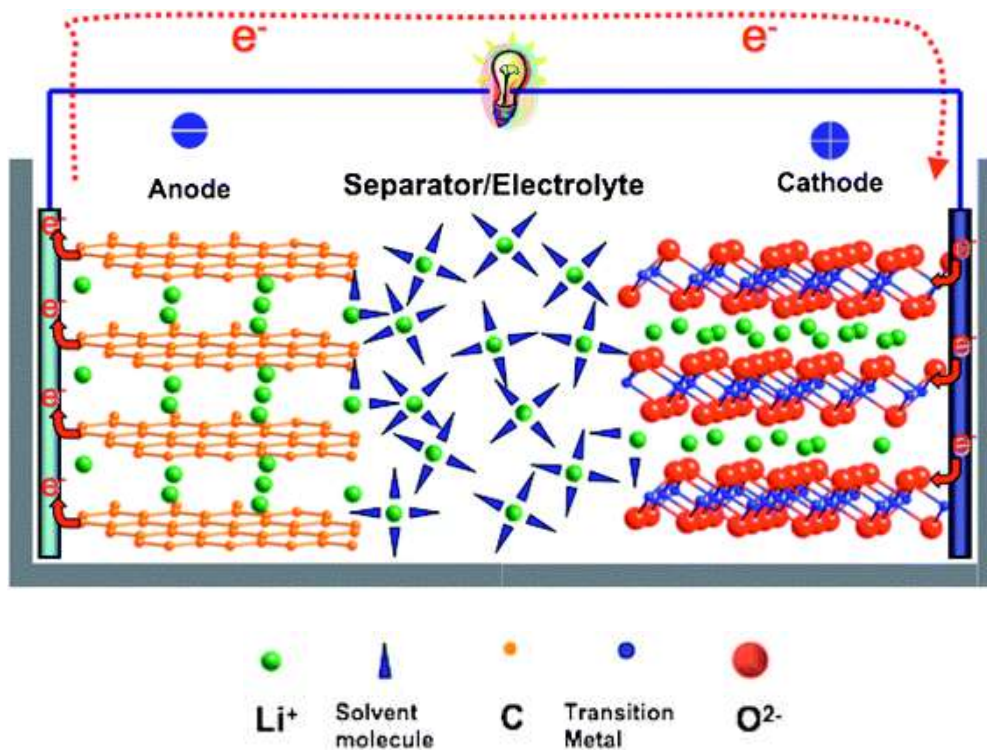 e⁻ e⁻
Anode Separator/Electrolyte Cathode
e⁻ e⁻
e⁻ e⁻
e⁻ e⁻
e⁻
Li⁺ Solvent molecule C Transition Metal O²⁻